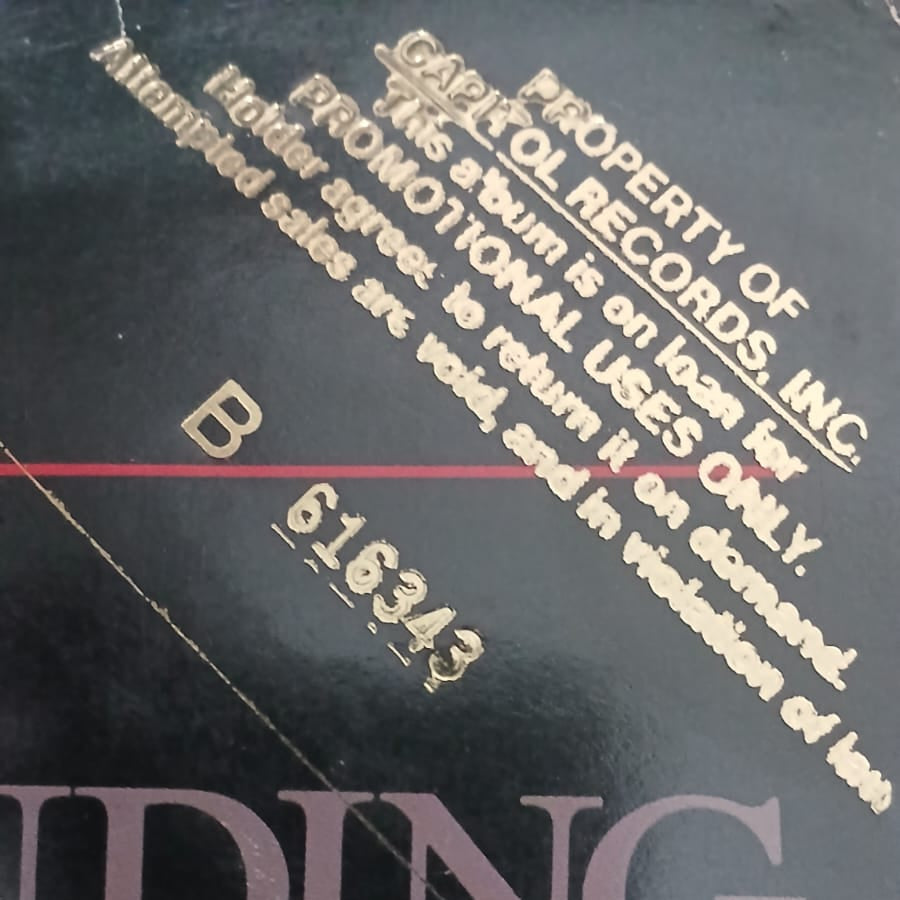 PROPERTY OF
CAPITOL RECORDS, INC.
This album is on loan for
PROMOTIONAL USES ONLY.
Holder agrees to return it on demand
Attempted sales are void, and in violation of law
B
616343
IDING